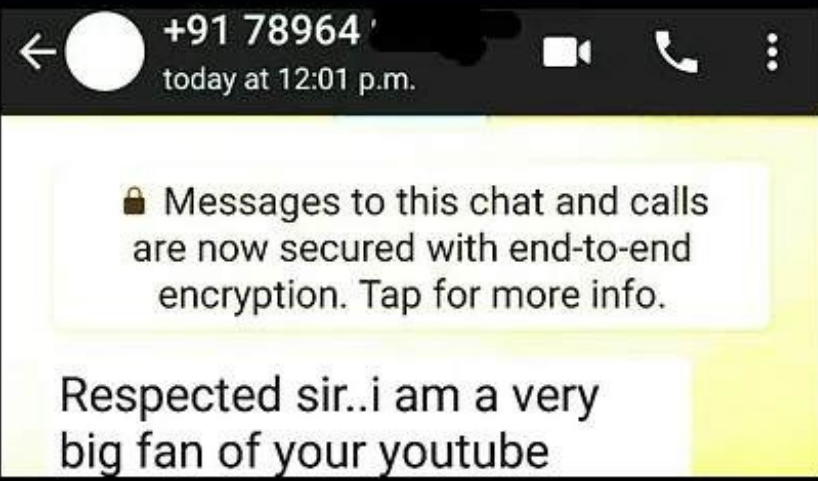 +91 78964
today at 12:01 p.m.
Messages to this chat and calls
are now secured with end-to-end
encryption. Tap for more info.
Respected sir..i am a very
big fan of your youtube